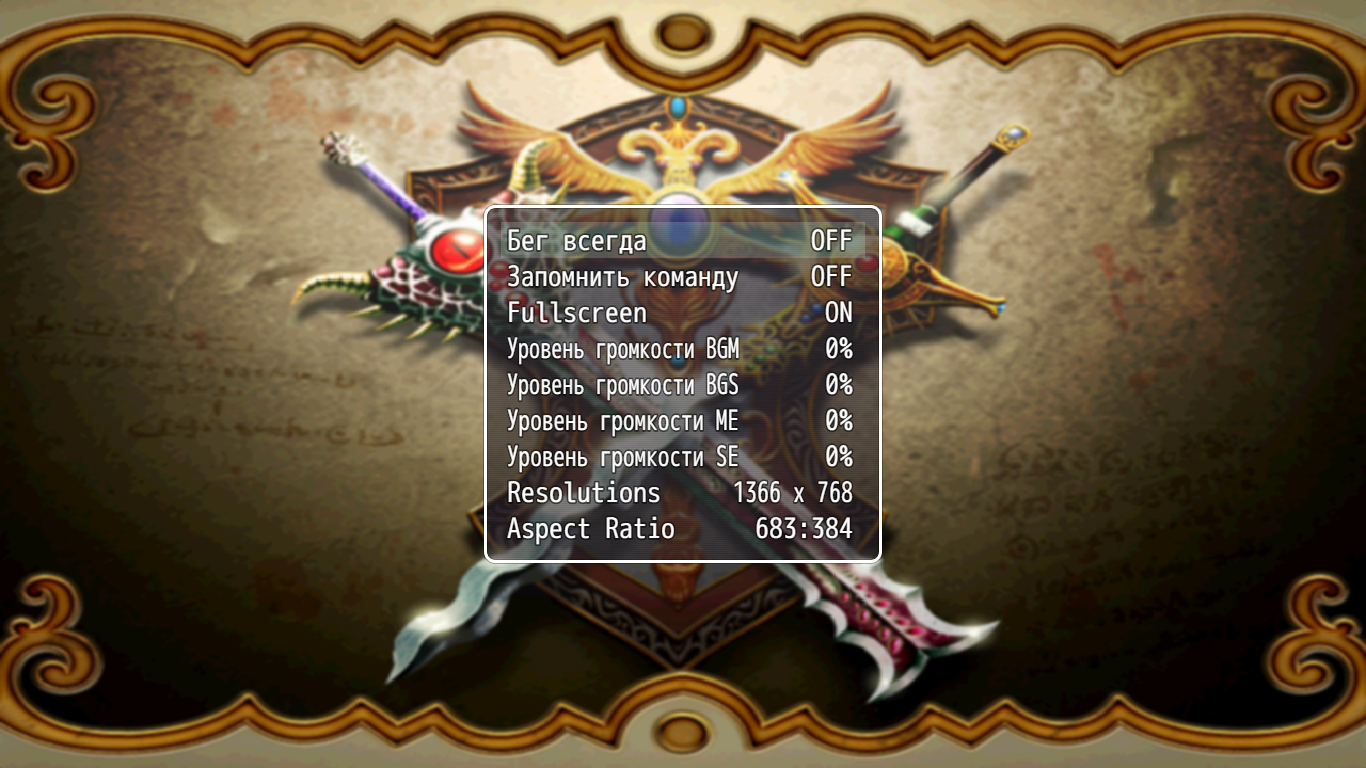 Бег всегда OFF
Запомнить команду OFF
Fullscreen ON
Уровень громкости BGM 0%
Уровень громкости BGS 0%
Уровень громкости ME 0%
Уровень громкости SE 0%
Resolutions 1366 x 768
Aspect Ratio 683:384